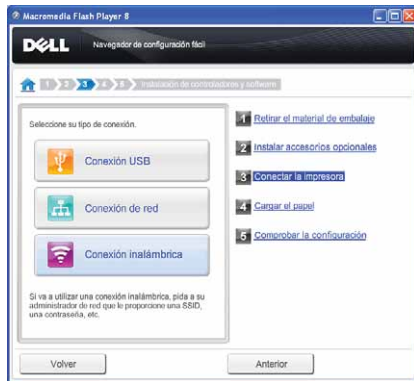 Macromedia Flash Player 8
DELL
Navegador de configuración fácil
1 2 3 4 5 Instalación de controladores y software
Seleccione su tipo de conexión.
Conexión USB
Conexión de red
Conexión inalámbrica
Si va a utilizar una conexión inalámbrica, pida a su
administrador de red que le proporcione una SSID,
una contraseña, etc.
1 Retirar el material de embalaje
2 Instalar accesorios opcionales
3 Conectar la impresora
4 Cargar el papel
5 Comprobar la configuración
Volver
Anterior